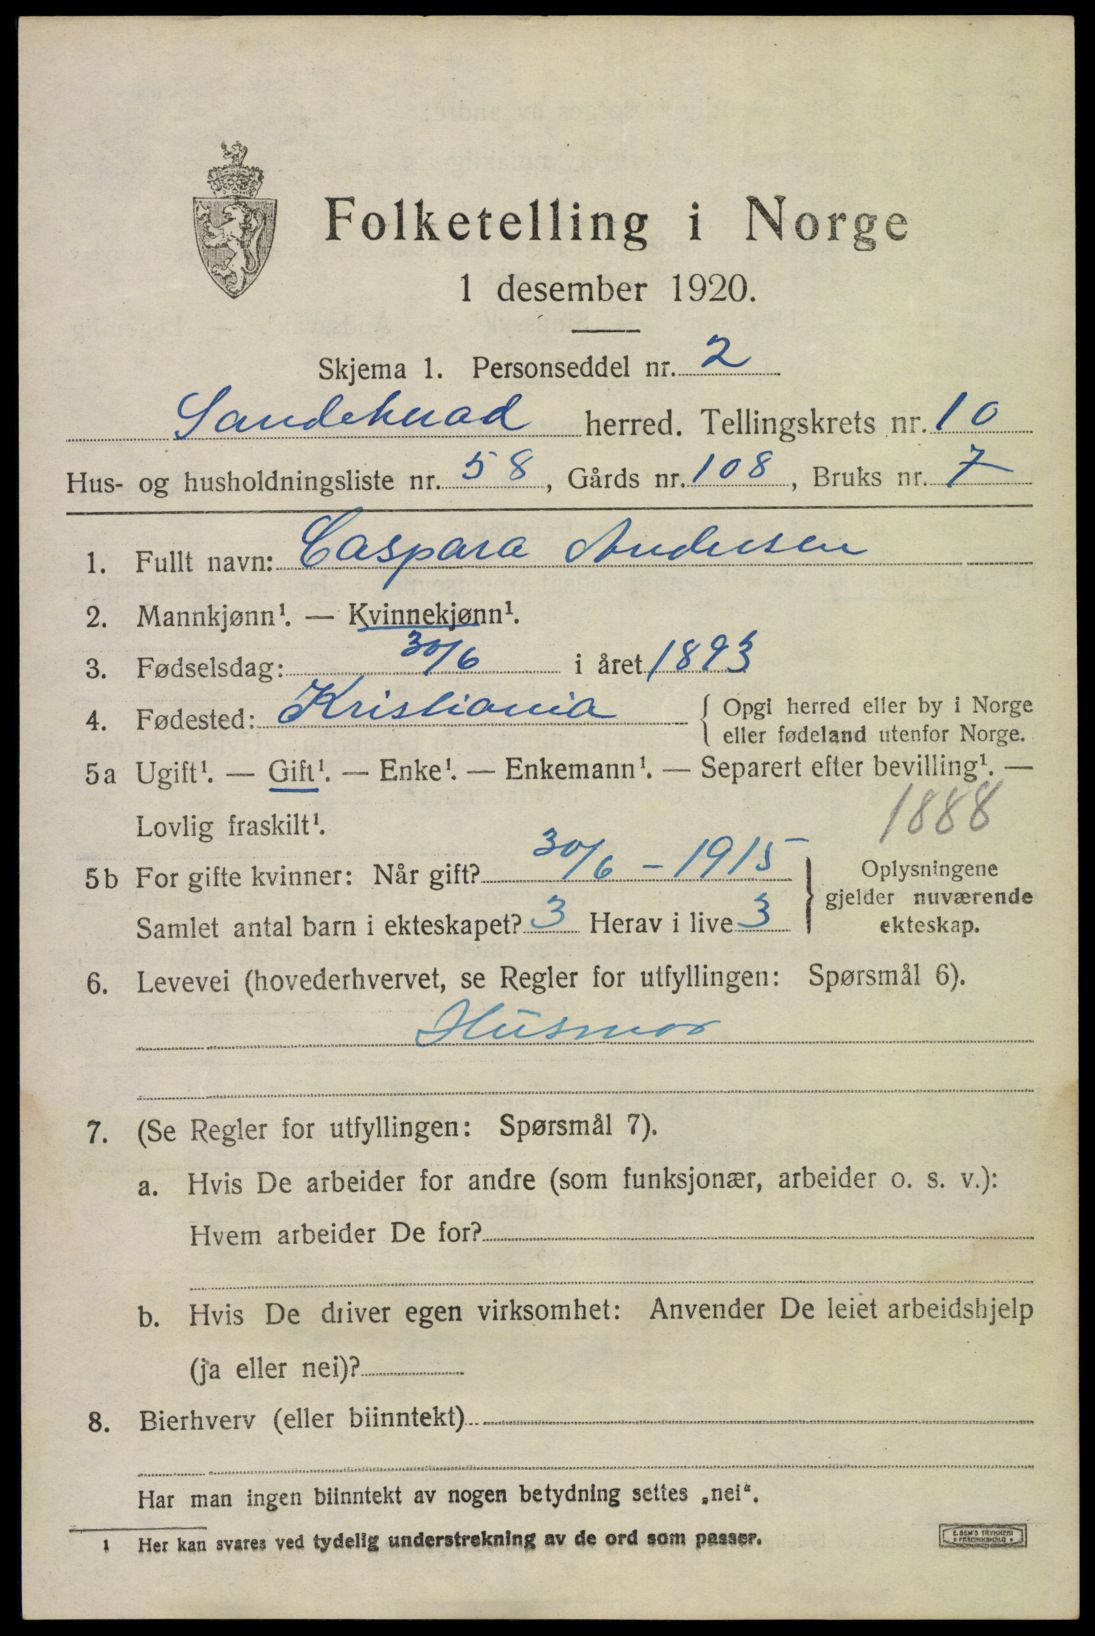 Folketelling i Norge
1 desember 1920.
Skjema 1. Personseddel nr. 2
Sandeherad herred. Tellingskrets nr. 10
Hus- og husholdningsliste nr. 58, Gårds nr. 108, Bruks nr. 7
1. Fullt navn: Caspara Andersen
2. Mannkjønn¹. — Kvinnekjønn¹.
3. Fødselsdag: 30/6 i året 1893
4. Fødested: Kristiania { Opgi herred eller by i Norge
eller fødeland utenfor Norge.
5a Ugift¹. — Gift¹. — Enke¹. — Enkemann¹. — Separert efter bevilling¹. —
Lovlig fraskilt¹.
1888
5b For gifte kvinner: Når gift? 30/6 - 1915
Samlet antal barn i ekteskapet? 3 Herav i live 3
Oplysningene
gjelder nuværende
ekteskap.
6. Levevei (hovederhvervet, se Regler for utfyllingen: Spørsmål 6).
Husmor
7. (Se Regler for utfyllingen: Spørsmål 7).
a. Hvis De arbeider for andre (som funksjonær, arbeider o. s. v.):
Hvem arbeider De for?
b. Hvis De driver egen virksomhet: Anvender De leiet arbeidshjelp
(ja eller nei)?
8. Bierhverv (eller biinntekt)
Har man ingen biinntekt av nogen betydning settes „nei“.
1 Her kan svares ved tydelig understrekning av de ord som passer.